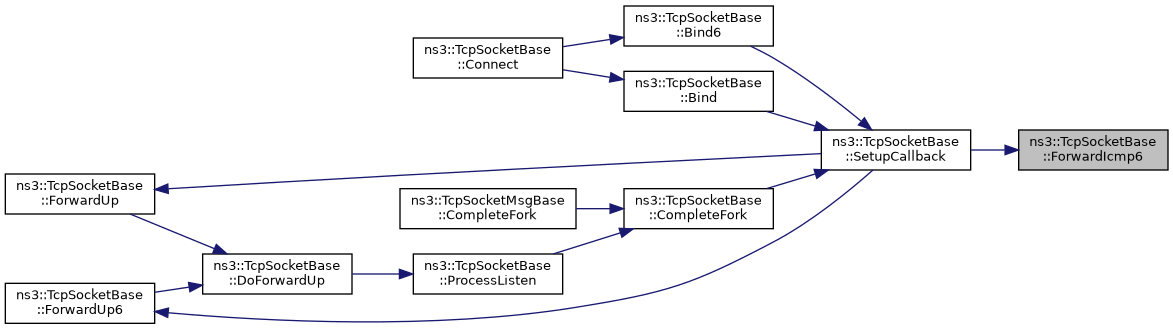 ns3::TcpSocketBase
::Bind6
ns3::TcpSocketBase
::Connect
ns3::TcpSocketBase
::Bind
ns3::TcpSocketBase
::SetupCallback
ns3::TcpSocketBase
::ForwardIcmp6
ns3::TcpSocketBase
::ForwardUp
ns3::TcpSocketMsgBase
::CompleteFork
ns3::TcpSocketBase
::CompleteFork
ns3::TcpSocketBase
::DoForwardUp
ns3::TcpSocketBase
::ProcessListen
ns3::TcpSocketBase
::ForwardUp6